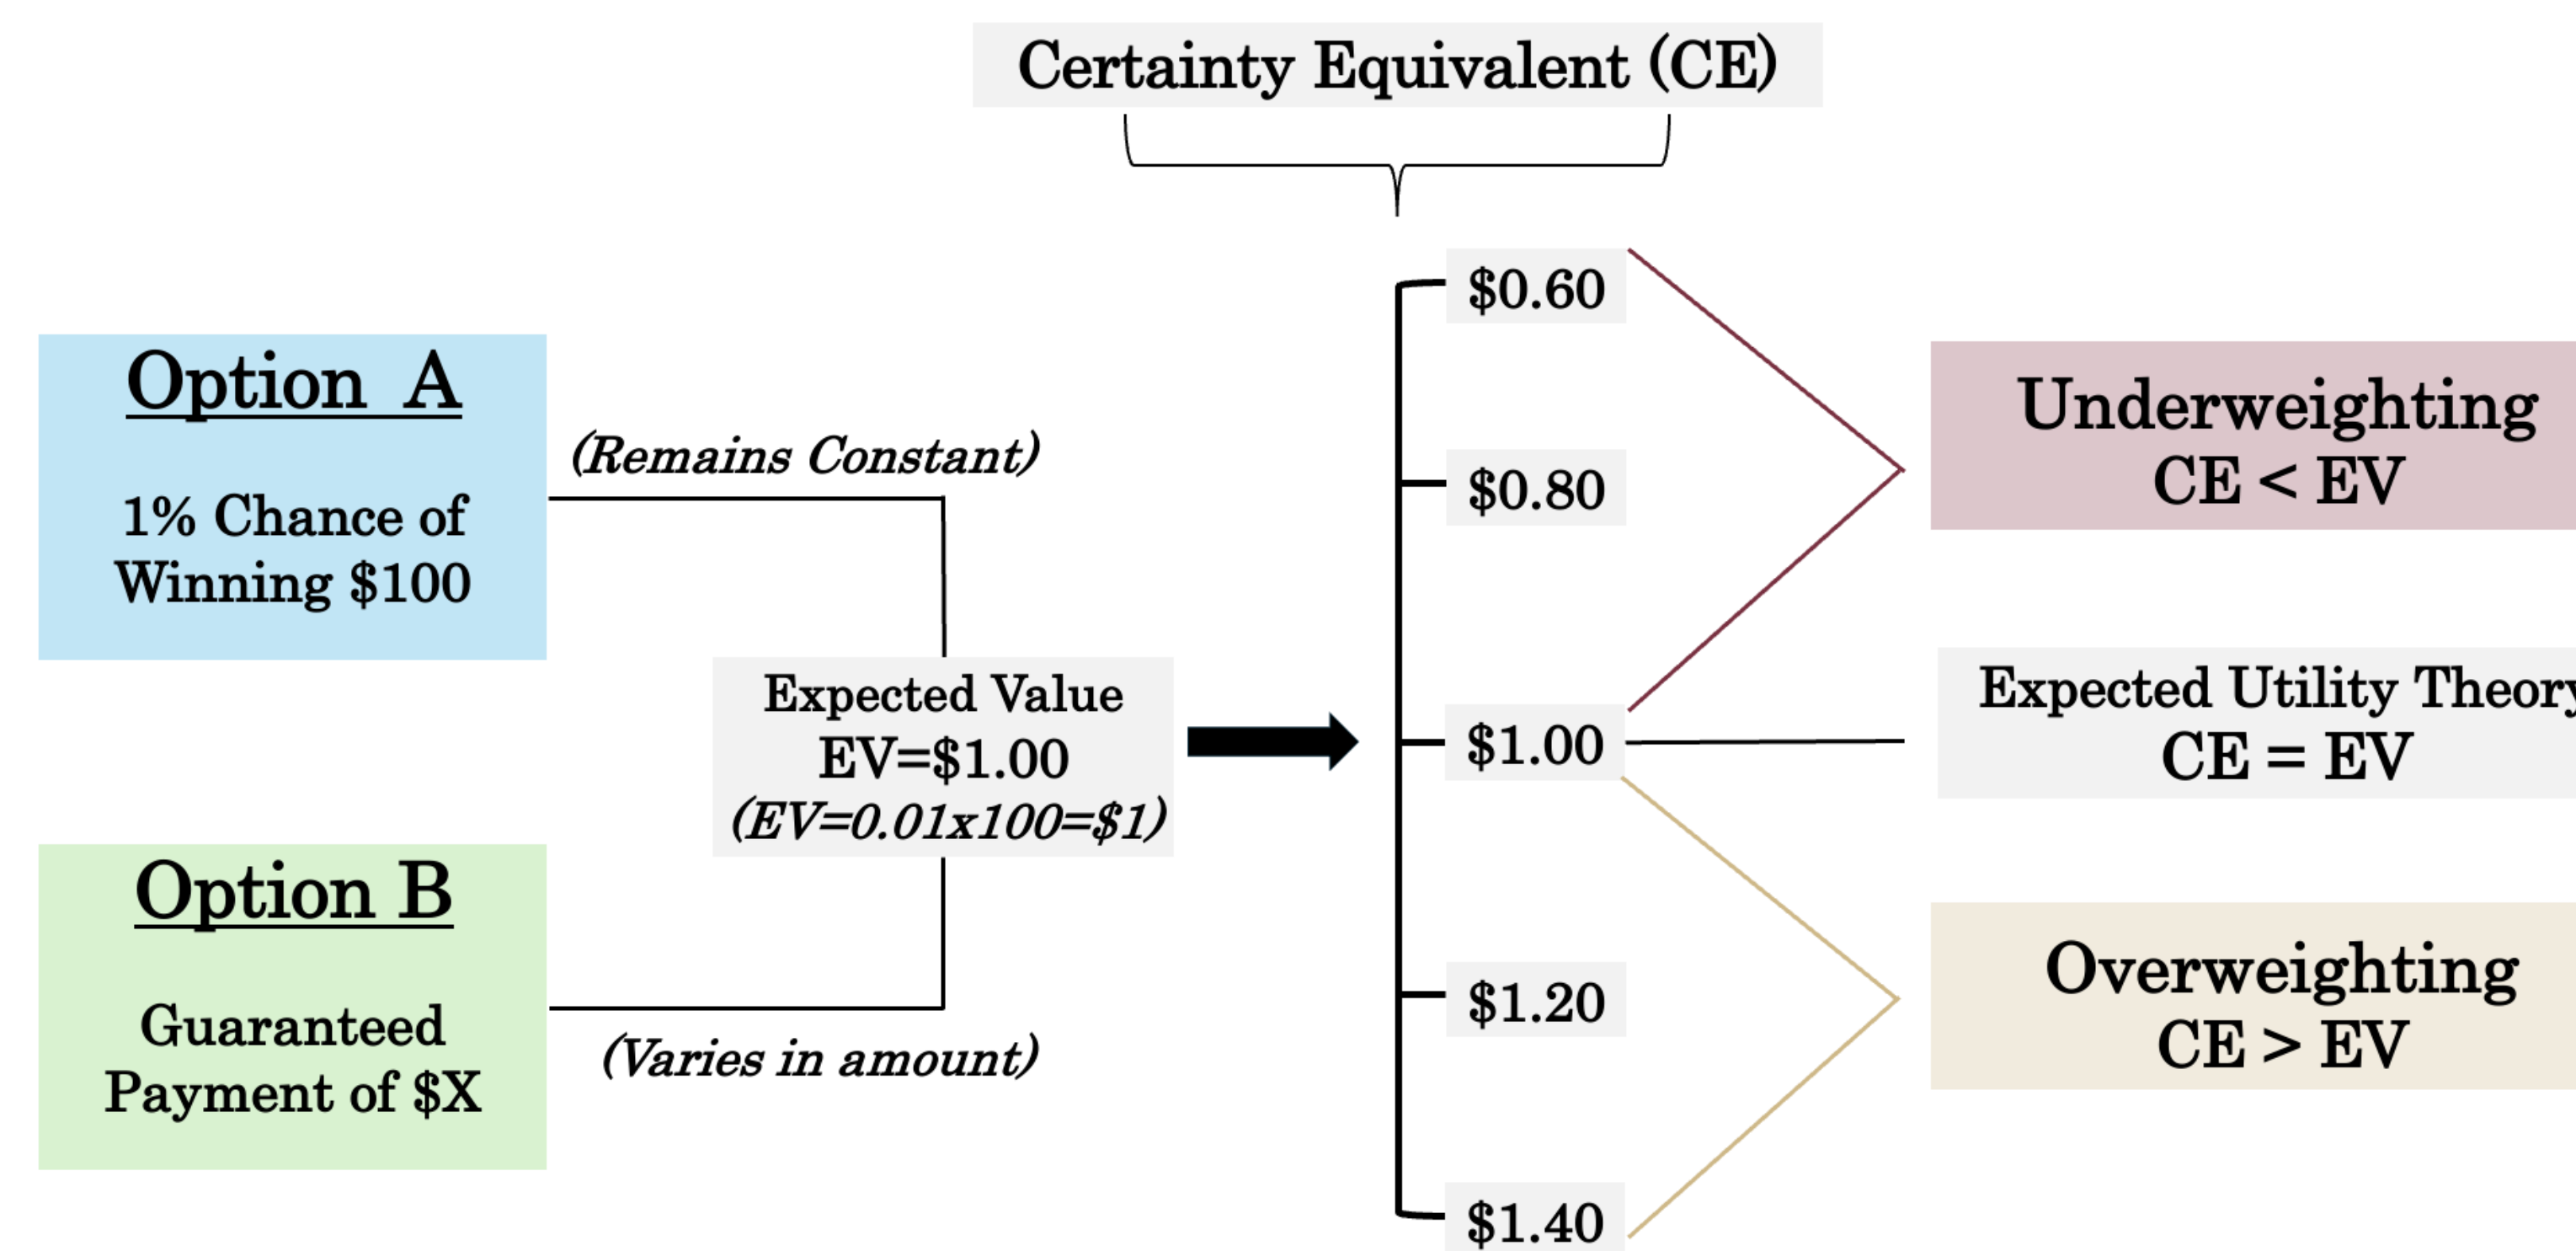 Certainty Equivalent (CE)
Option A
1% Chance of
Winning $100
(Remains Constant)
Expected Value
EV=$1.00
(EV=0.01x100=$1)
Option B
Guaranteed
Payment of $X
(Varies in amount)
$0.60
$0.80
$1.00
$1.20
$1.40
Underweighting
CE < EV
Expected Utility Theory
CE = EV
Overweighting
CE > EV